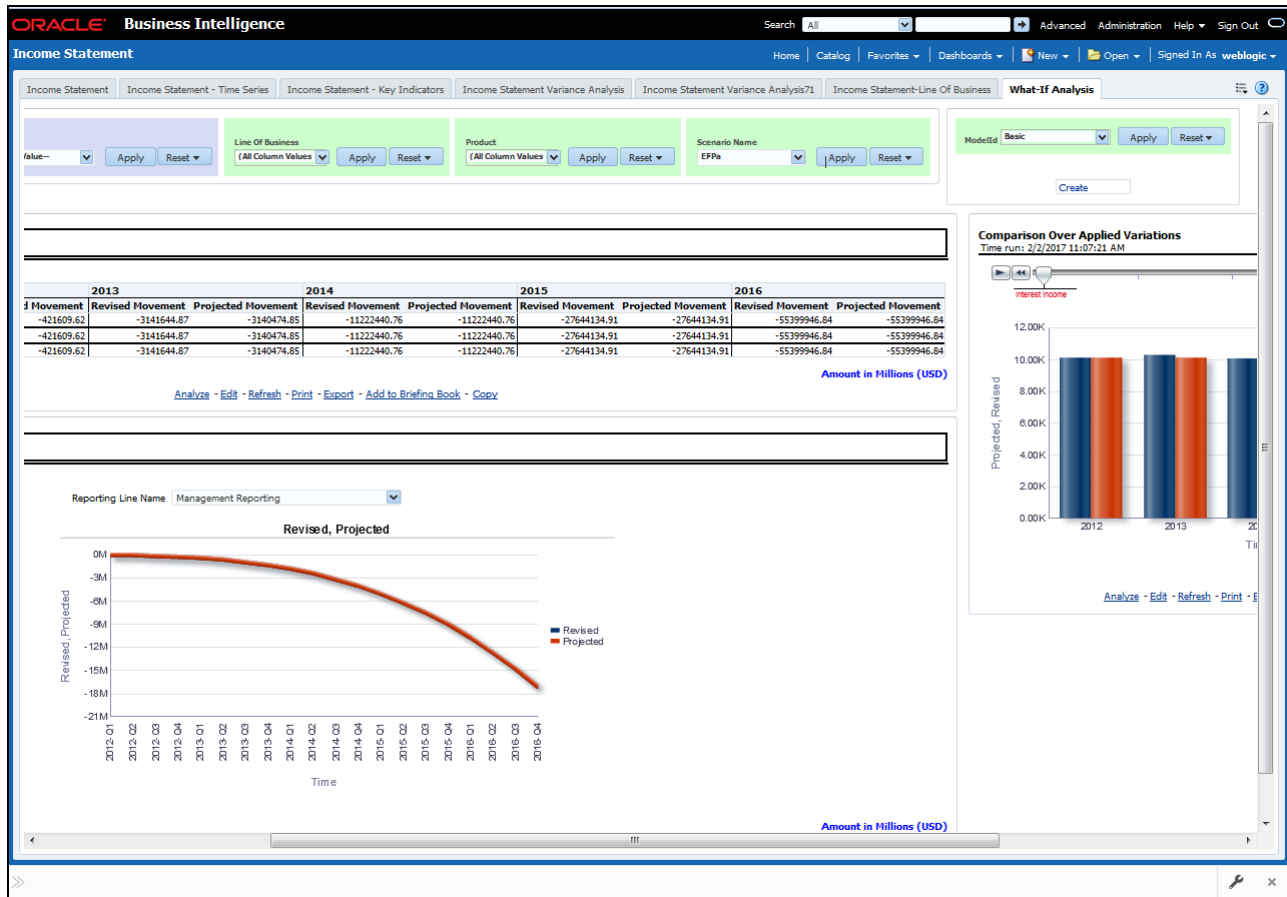 ORACLE Business Intelligence
Search All Advanced Administration Help Sign Out
Income Statement
Home Catalog Favorites Dashboards New Open Signed In As weblogic
Income Statement Income Statement - Time Series Income Statement - Key Indicators Income Statement Variance Analysis Income Statement Variance Analysis71 Income Statement-Line Of Business What-If Analysis
Line Of Business Product Scenario Name
Apply Reset (All Column Values Apply Reset (All Column Values Apply Reset EFPa Apply Reset
ModelId Basic Apply Reset
Create
2013 2014 2015 2016
Movement Revised Movement Projected Movement Revised Movement Projected Movement Revised Movement Projected Movement Revised Movement Projected Movement
-421609.62 -3141644.87 -3140474.85 -11222440.76 -11222440.76 -27644134.91 -27644134.91 -55399946.84 -55399946.84
-421609.62 -3141644.87 -3140474.85 -11222440.76 -11222440.76 -27644134.91 -27644134.91 -55399946.84 -55399946.84
-421609.62 -3141644.87 -3140474.85 -11222440.76 -11222440.76 -27644134.91 -27644134.91 -55399946.84 -55399946.84
Amount in Millions (USD)
Analyze - Edit - Refresh - Print - Export - Add to Briefing Book - Copy
Comparison Over Applied Variations
Time run: 2/2/2017 11:07:21 AM
Interest Income
12.00K
10.00K
8.00K
6.00K
4.00K
2.00K
0.00K
Projected, Revised
2012 2013
Analyze - Edit - Refresh - Print -
Reporting Line Name Management Reporting
Revised, Projected
0M
-3M
-6M
-9M
-12M
-15M
-18M
-21M
Revised, Projected
Revised
Projected
2012-Q1 2012-Q2 2012-Q3 2012-Q4 2013-Q1 2013-Q2 2013-Q3 2013-Q4 2014-Q1 2014-Q2 2014-Q3 2014-Q4 2015-Q1 2015-Q2 2015-Q3 2015-Q4 2016-Q1 2016-Q2 2016-Q3 2016-Q4
Time
Amount in Millions (USD)